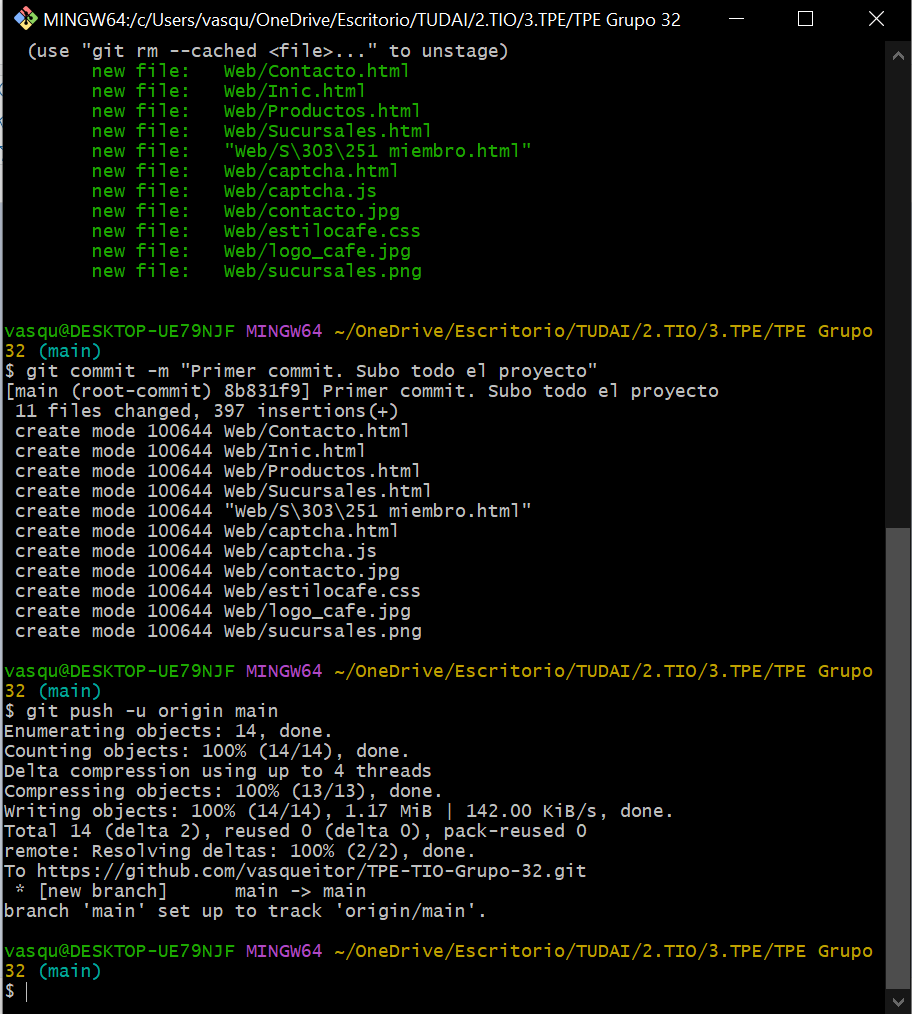 MINGW64:/c/Users/vasqu/OneDrive/Escritorio/TUDAI/2.TIO/3.TPE/TPE Grupo 32
  (use "git rm --cached <file>..." to unstage)
        new file:   Web/Contacto.html
        new file:   Web/Inic.html
        new file:   Web/Productos.html
        new file:   Web/Sucursales.html
        new file:   "Web/S\303\251 miembro.html"
        new file:   Web/captcha.html
        new file:   Web/captcha.js
        new file:   Web/contacto.jpg
        new file:   Web/estilocafe.css
        new file:   Web/logo_cafe.jpg
        new file:   Web/sucursales.png
vasqu@DESKTOP-UE79NJF MINGW64 ~/OneDrive/Escritorio/TUDAI/2.TIO/3.TPE/TPE Grupo
32 (main)
$ git commit -m "Primer commit. Subo todo el proyecto"
[main (root-commit) 8b831f9] Primer commit. Subo todo el proyecto
 11 files changed, 397 insertions(+)
 create mode 100644 Web/Contacto.html
 create mode 100644 Web/Inic.html
 create mode 100644 Web/Productos.html
 create mode 100644 Web/Sucursales.html
 create mode 100644 "Web/S\303\251 miembro.html"
 create mode 100644 Web/captcha.html
 create mode 100644 Web/captcha.js
 create mode 100644 Web/contacto.jpg
 create mode 100644 Web/estilocafe.css
 create mode 100644 Web/logo_cafe.jpg
 create mode 100644 Web/sucursales.png
vasqu@DESKTOP-UE79NJF MINGW64 ~/OneDrive/Escritorio/TUDAI/2.TIO/3.TPE/TPE Grupo
32 (main)
$ git push -u origin main
Enumerating objects: 14, done.
Counting objects: 100% (14/14), done.
Delta compression using up to 4 threads
Compressing objects: 100% (13/13), done.
Writing objects: 100% (14/14), 1.17 MiB | 142.00 KiB/s, done.
Total 14 (delta 2), reused 0 (delta 0), pack-reused 0
remote: Resolving deltas: 100% (2/2), done.
To https://github.com/vasqueitor/TPE-TIO-Grupo-32.git
 * [new branch]      main -> main
branch 'main' set up to track 'origin/main'.
vasqu@DESKTOP-UE79NJF MINGW64 ~/OneDrive/Escritorio/TUDAI/2.TIO/3.TPE/TPE Grupo
32 (main)
$